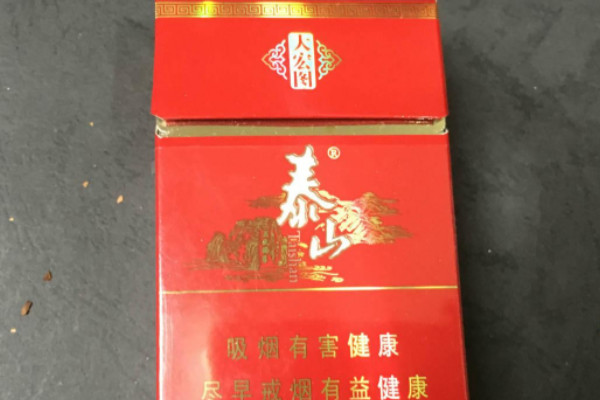 大宏图
泰山®
Taishan
吸烟有害健康
尽早戒烟有益健康